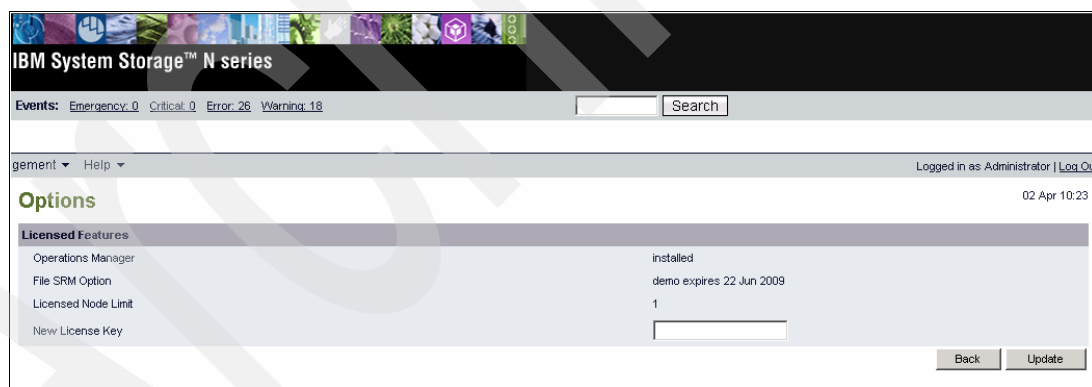 IBM System Storage™ N series
Events: Emergency: 0 Critical: 0 Error: 26 Warning: 18 Search
gement Help Logged in as Administrator | Log Ou
Options 02 Apr 10:23
Licensed Features
Operations Manager installed
File SRM Option demo expires 22 Jun 2009
Licensed Node Limit 1
New License Key
Back Update